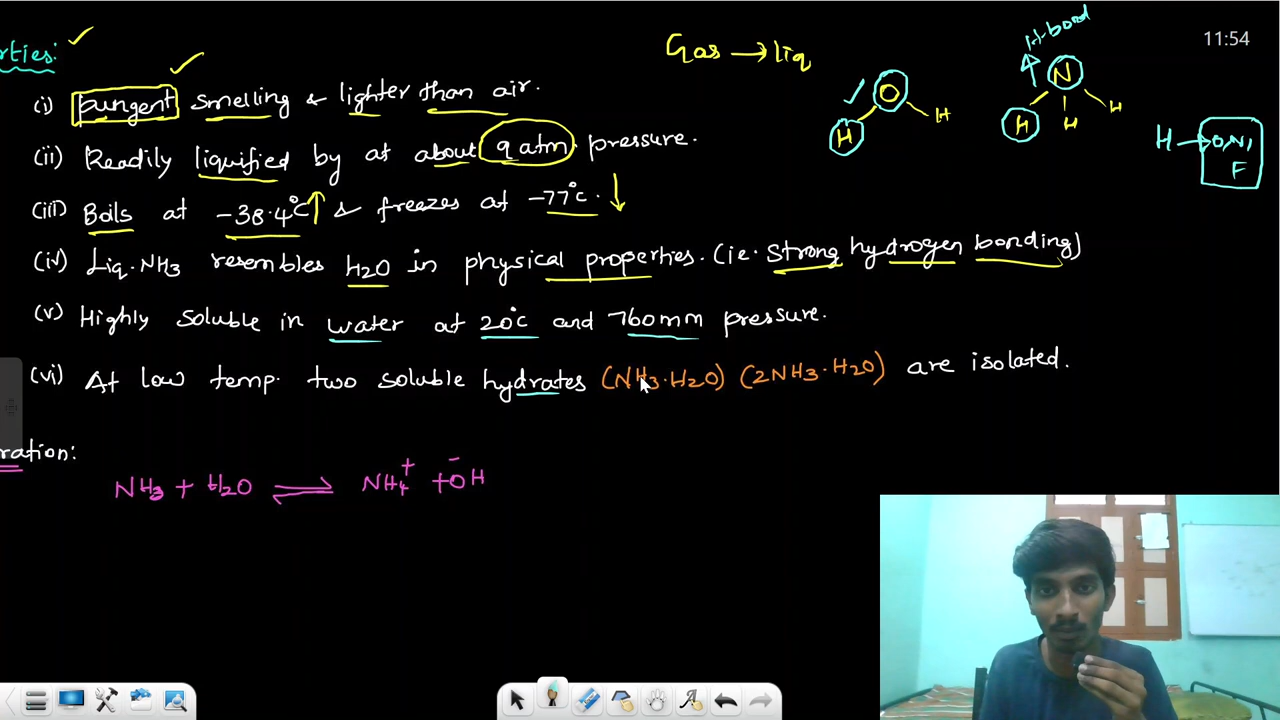 Gas → liq
H-bond
11:54
rties:
O
H
H
N
H
H
H
H → O, N, F
(i) pungent smelling & lighter than air.
(ii) Readily liquified by at about 9 atm pressure.
(iii) Boils at -38.4°C & freezes at -77°C.
(iv) Liq. NH3 resembles H2O in physical properties. (ie. Strong hydrogen bonding)
(v) Highly soluble in water at 20°C and 760mm pressure.
(vi) At low temp. two soluble hydrates (NH3·H2O) (2NH3·H2O) are isolated.
ration:
NH3 + H2O ⇌ NH4+ + -OH